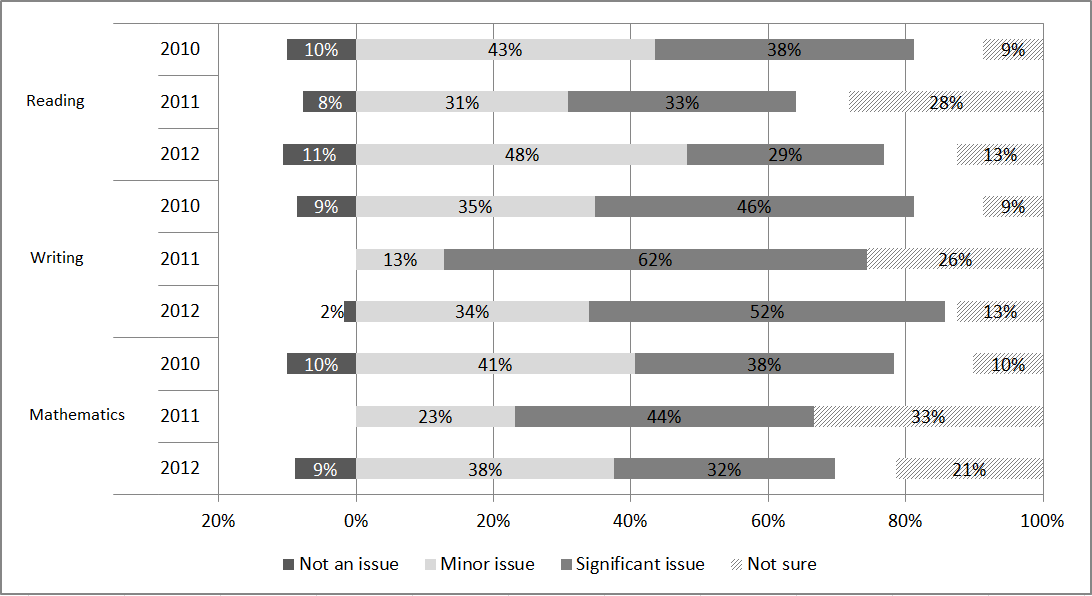 2010 10% 43% 38% 9%
Reading 2011 8% 31% 33% 28%
2012 11% 48% 29% 13%
2010 9% 35% 46% 9%
Writing 2011 13% 62% 26%
2012 2% 34% 52% 13%
2010 10% 41% 38% 10%
Mathematics 2011 23% 44% 33%
2012 9% 38% 32% 21%
20% 0% 20% 40% 60% 80% 100%
Not an issue Minor issue Significant issue Not sure